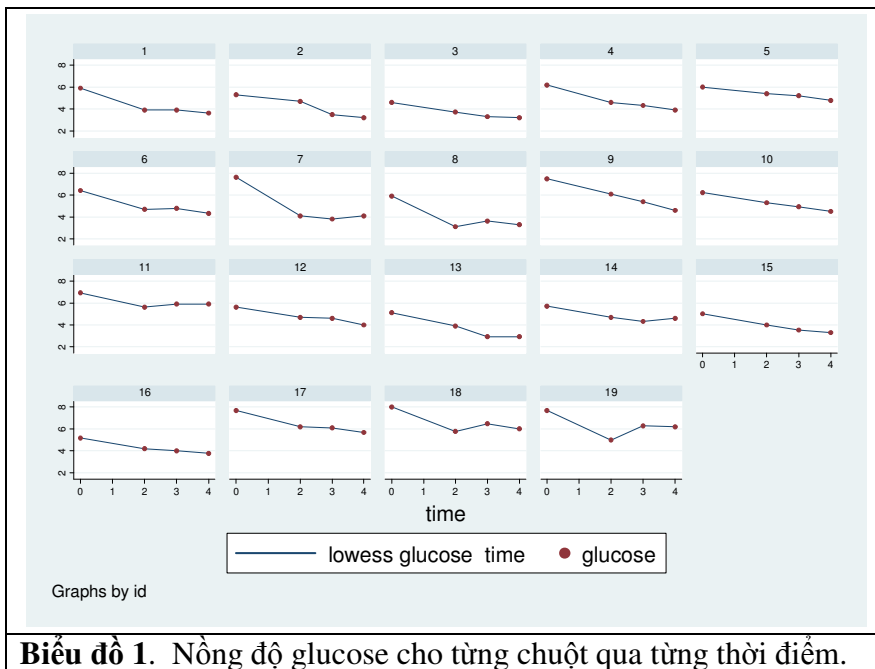 1 2 3 4 5
8
6
4
2
6 7 8 9 10
8
6
4
2
11 12 13 14 15
8
6
4
2
0 1 2 3 4
16 17 18 19
8
6
4
2
0 1 2 3 4 0 1 2 3 4 0 1 2 3 4 0 1 2 3 4
time
lowess glucose time glucose
Graphs by id
Biểu đồ 1. Nồng độ glucose cho từng chuột qua từng thời điểm.